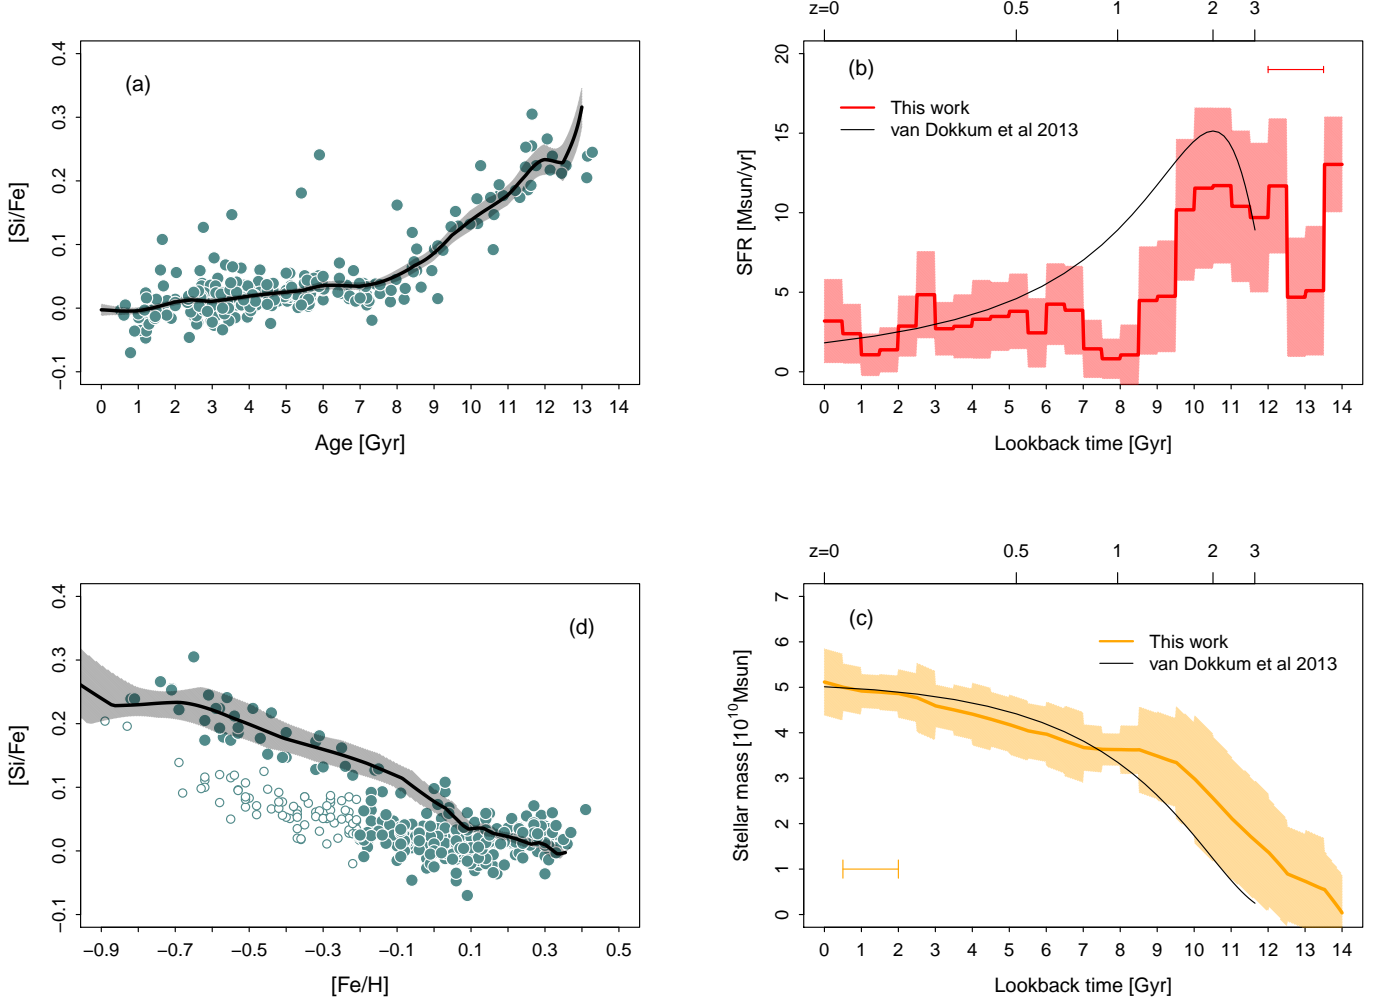 (a)
[Si/Fe]
0.4
0.3
0.2
0.1
0.0
−0.1
0 1 2 3 4 5 6 7 8 9 10 11 12 13 14
Age [Gyr]
z=0 0.5 1 2 3
(b)
This work
van Dokkum et al 2013
SFR [Msun/yr]
20
15
10
5
0
0 1 2 3 4 5 6 7 8 9 10 11 12 13 14
Lookback time [Gyr]
(d)
[Si/Fe]
0.4
0.3
0.2
0.1
0.0
−0.1
−0.9 −0.7 −0.5 −0.3 −0.1 0.1 0.3 0.5
[Fe/H]
z=0 0.5 1 2 3
(c)
This work
van Dokkum et al 2013
Stellar mass [10^10Msun]
7
6
5
4
3
2
1
0
0 1 2 3 4 5 6 7 8 9 10 11 12 13 14
Lookback time [Gyr]